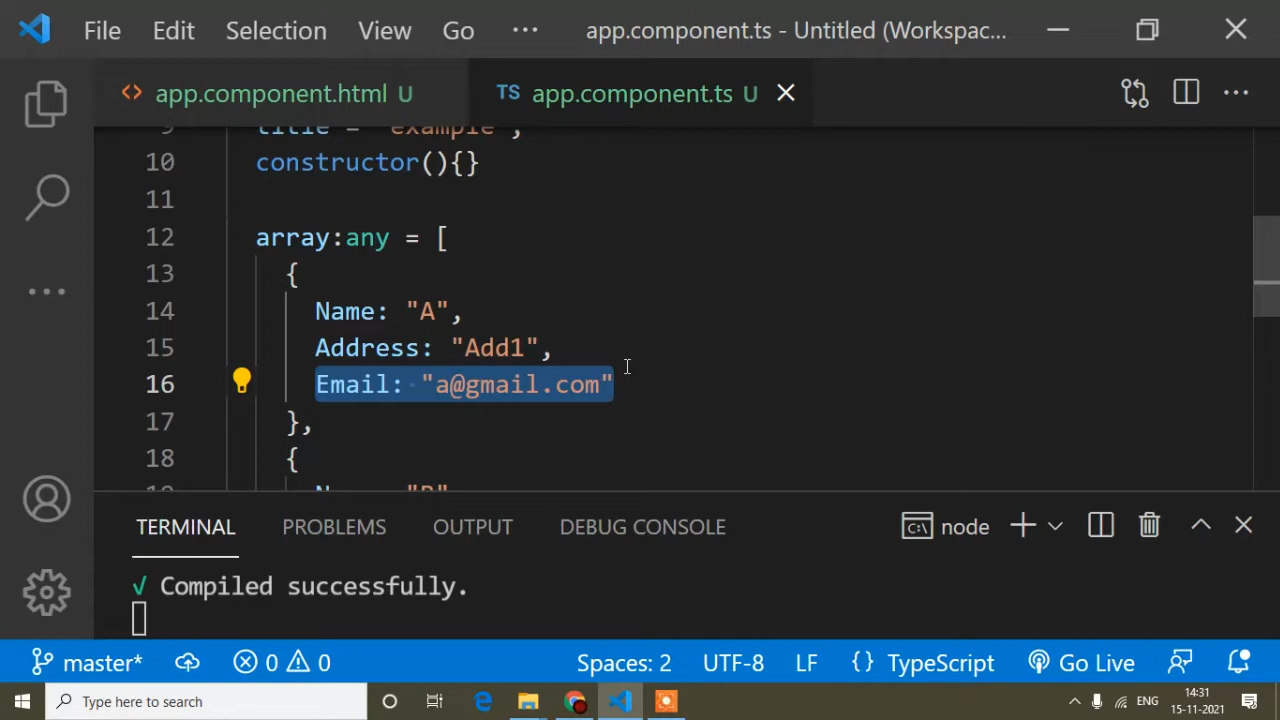 File Edit Selection View Go ··· app.component.ts - Untitled (Workspac...
<> app.component.html U TS app.component.ts U
9 title = 'example';
10 constructor(){}
11
12 array:any = [
13 {
14 Name: "A",
15 Address: "Add1",
16 Email: "a@gmail.com"
17 },
18 {
TERMINAL PROBLEMS OUTPUT DEBUG CONSOLE node
√ Compiled successfully.
master* 0 0 Spaces: 2 UTF-8 LF {} TypeScript Go Live
Type here to search ENG 14:31
15-11-2021